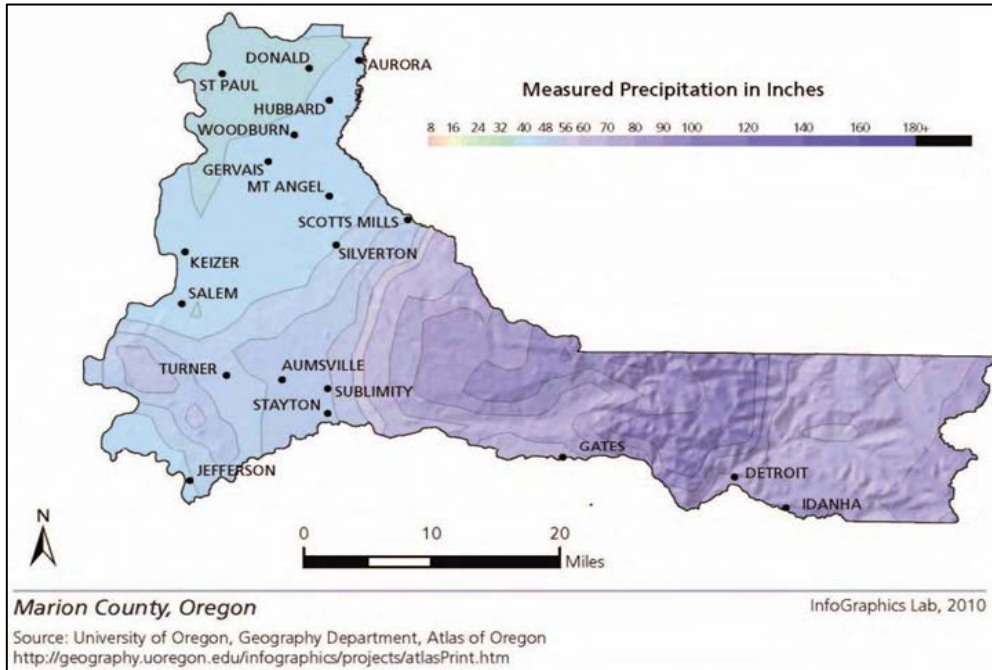 DONALD
AURORA
ST PAUL
Measured Precipitation in Inches
HUBBARD
8 16 24 32 40 48 56 60 70 80 90 100 120 140 160 180+
WOODBURN
GERVAIS
MT ANGEL
SCOTTS MILLS
SILVERTON
KEIZER
SALEM
TURNER
AUMSVILLE
SUBLIMITY
STAYTON
GATES
JEFFERSON
DETROIT
IDANHA
N
0 10 20
Miles
Marion County, Oregon
InfoGraphics Lab, 2010
Source: University of Oregon, Geography Department, Atlas of Oregon
http://geography.uoregon.edu/infographics/projects/atlasPrint.htm